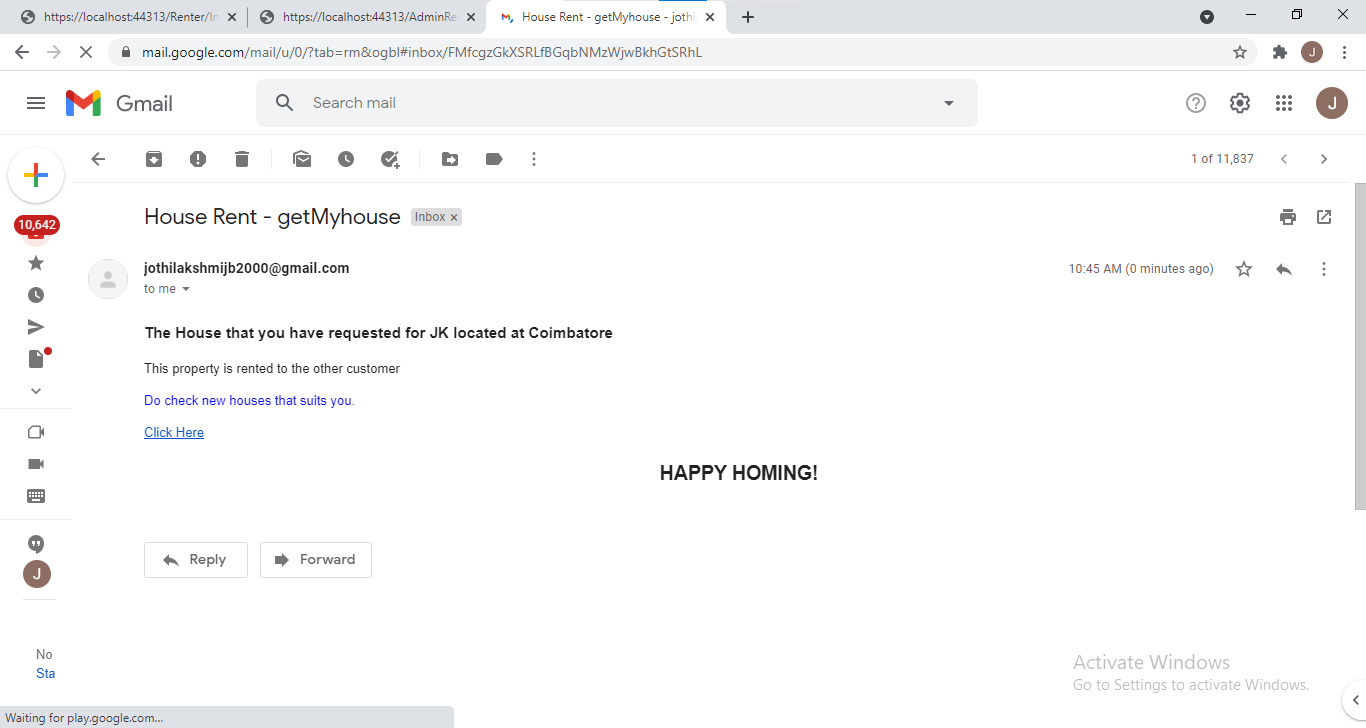 https://localhost:44313/Renter/In
https://localhost:44313/AdminRe
House Rent - getMyhouse - jothi
mail.google.com/mail/u/0/?tab=rm&ogbl#inbox/FMfcgzGkXSRLfBGqbNMzWjwBkhGtSRhL
J
Gmail
Search mail
J
1 of 11,837
10,642
House Rent - getMyhouse
Inbox x
jothilakshmijb2000@gmail.com
10:45 AM (0 minutes ago)
to me
The House that you have requested for JK located at Coimbatore
This property is rented to the other customer
Do check new houses that suits you.
Click Here
HAPPY HOMING!
Reply
Forward
J
No
Sta
Activate Windows
Go to Settings to activate Windows.
Waiting for play.google.com...